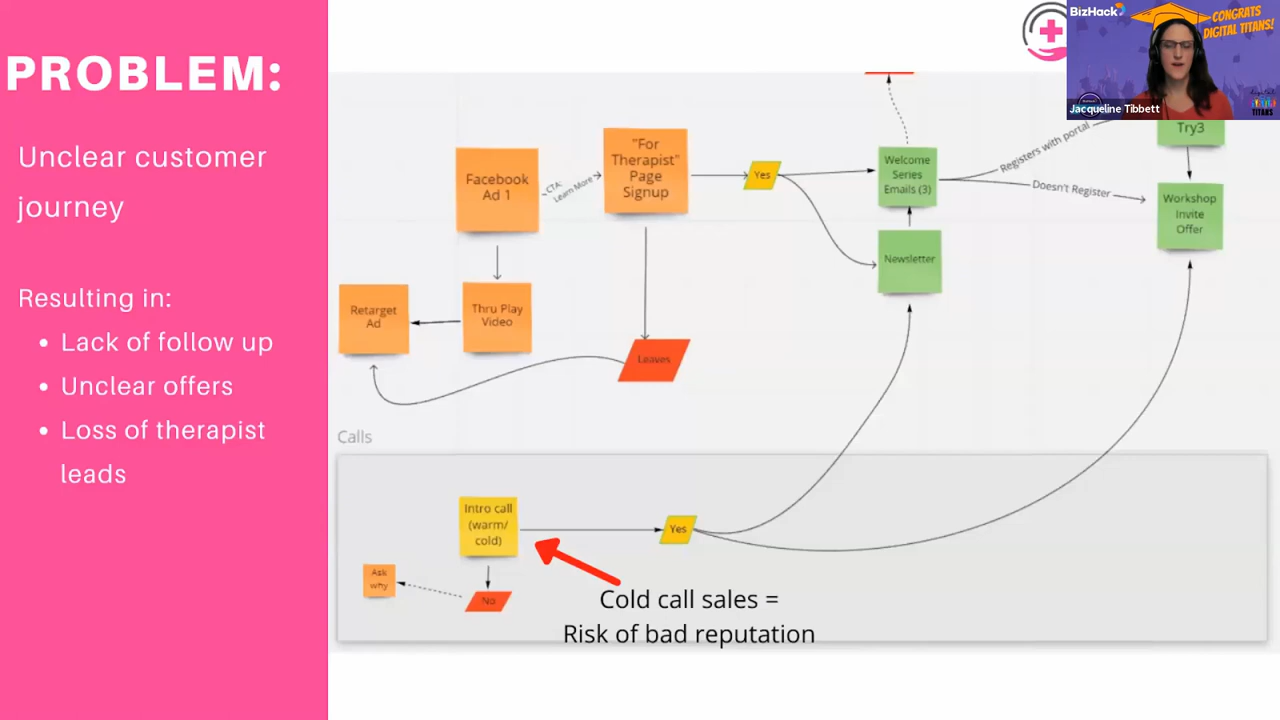 PROBLEM:
Unclear customer
journey
Resulting in:
• Lack of follow up
• Unclear offers
• Loss of therapist
leads
BizHack
CONGRATS
DIGITAL TITANS!
Jacqueline Tibbett
Facebook
Ad 1
CTA:
Learn More
"For
Therapist"
Page
Signup
Yes
Welcome
Series
Emails (3)
Registers with portal
Doesn't Register
Try3
Workshop
Invite
Offer
Newsletter
Retarget
Ad
Thru Play
Video
Leaves
Calls
Intro call
(warm/
cold)
Yes
Ask
why
No
Cold call sales =
Risk of bad reputation